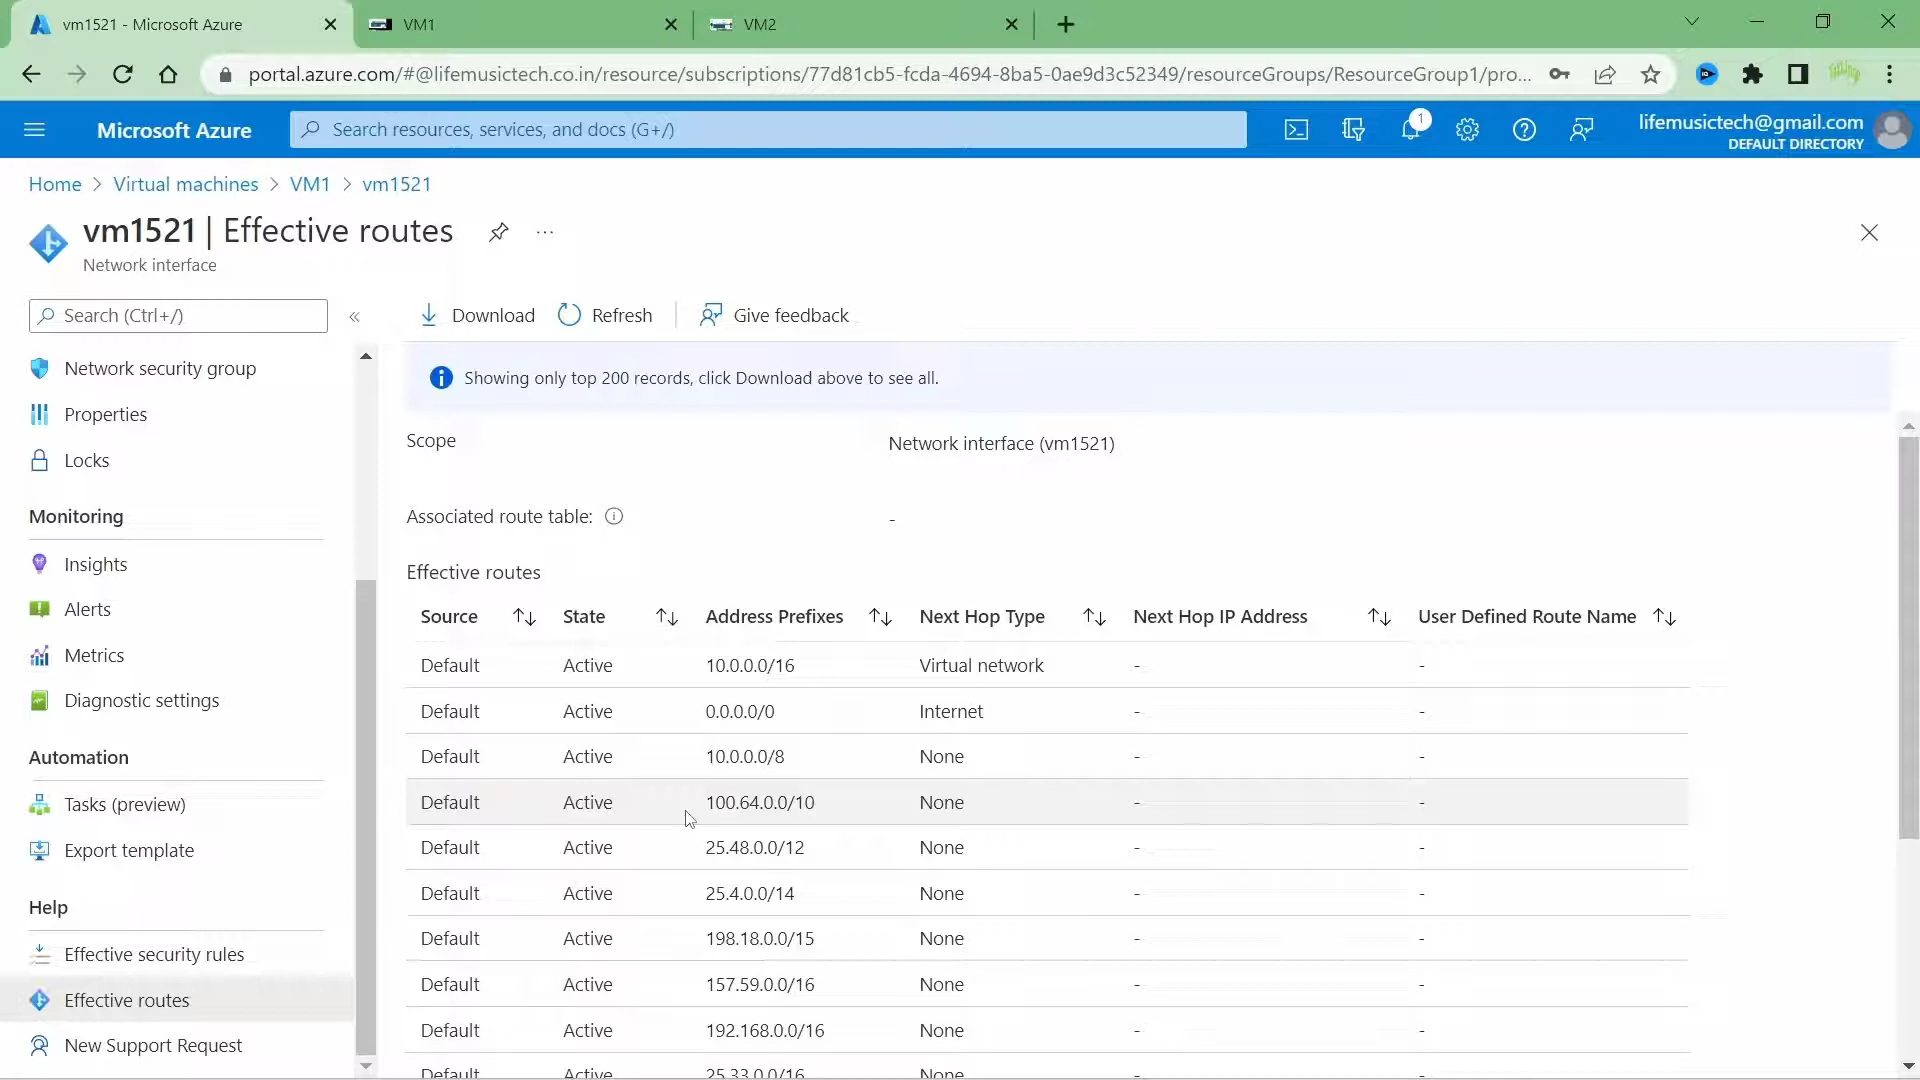 vm1521 - Microsoft Azure
VM1
VM2
portal.azure.com/#@lifemusictech.co.in/resource/subscriptions/77d81cb5-fcda-4694-8ba5-0ae9d3c52349/resourceGroups/ResourceGroup1/pro...
Microsoft Azure
Search resources, services, and docs (G+/)
1
lifemusictech@gmail.com
DEFAULT DIRECTORY
Home > Virtual machines > VM1 > vm1521
vm1521 | Effective routes
...
Network interface
Search (Ctrl+/)
«
Download
Refresh
Give feedback
Network security group
Properties
Locks
Monitoring
Insights
Alerts
Metrics
Diagnostic settings
Automation
Tasks (preview)
Export template
Help
Effective security rules
Effective routes
New Support Request
Showing only top 200 records, click Download above to see all.
Scope Network interface (vm1521)
Associated route table: -
Effective routes
Source State Address Prefixes Next Hop Type Next Hop IP Address User Defined Route Name
Default Active 10.0.0.0/16 Virtual network - -
Default Active 0.0.0.0/0 Internet - -
Default Active 10.0.0.0/8 None - -
Default Active 100.64.0.0/10 None - -
Default Active 25.48.0.0/12 None - -
Default Active 25.4.0.0/14 None - -
Default Active 198.18.0.0/15 None - -
Default Active 157.59.0.0/16 None - -
Default Active 192.168.0.0/16 None - -
Default Active 25.33.0.0/16 None - -